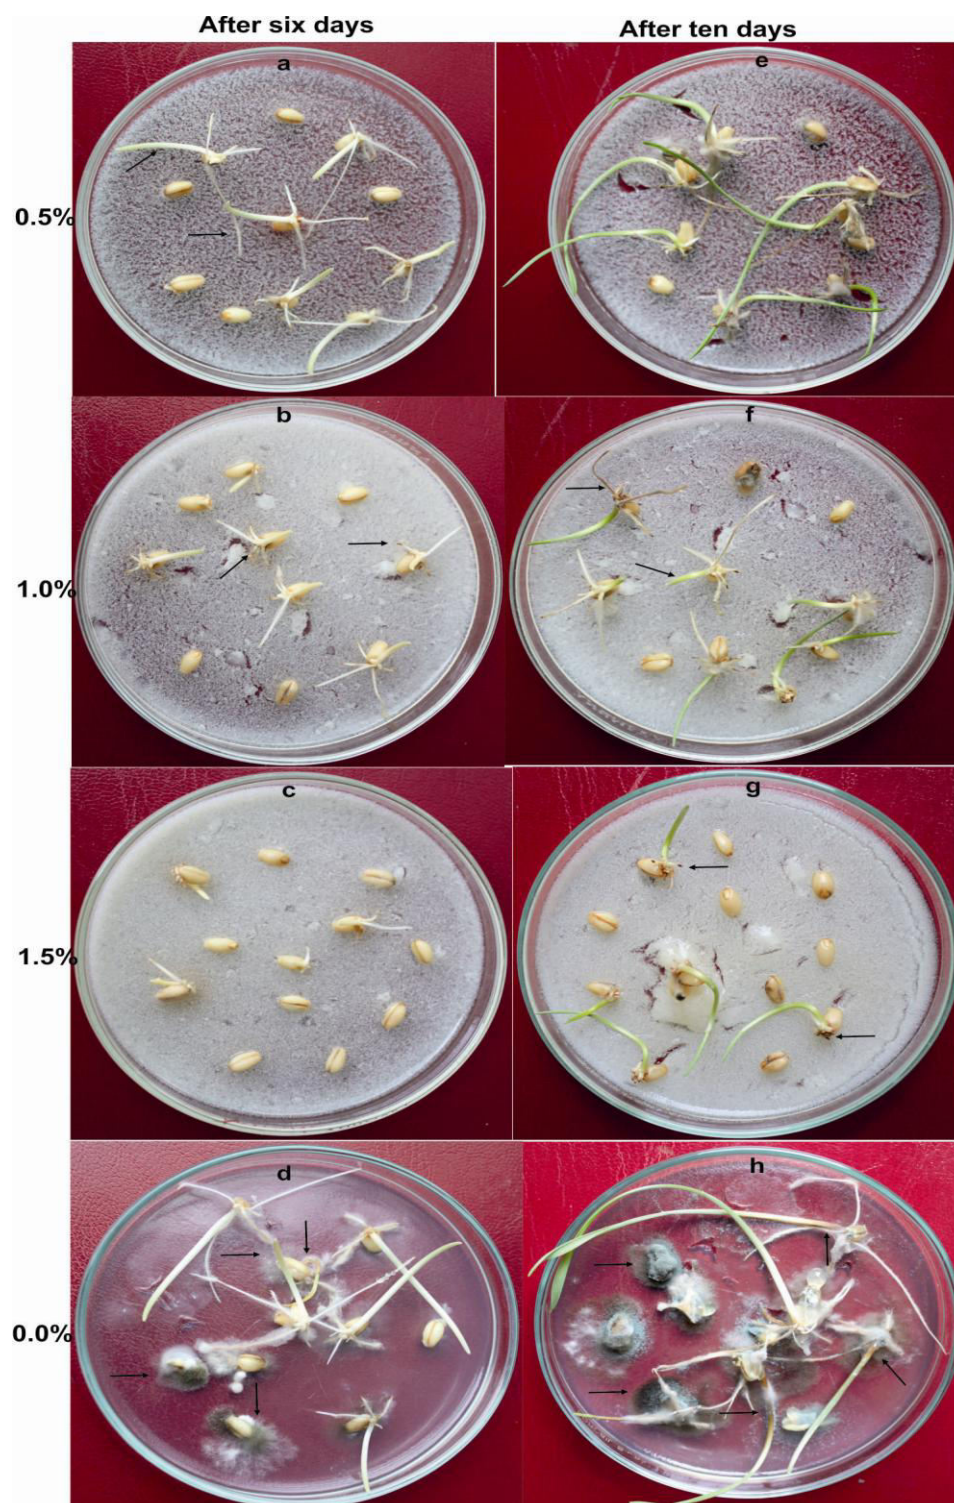 After six days
After ten days
a
e
0.5%
b
f
1.0%
c
g
1.5%
d
h
0.0%